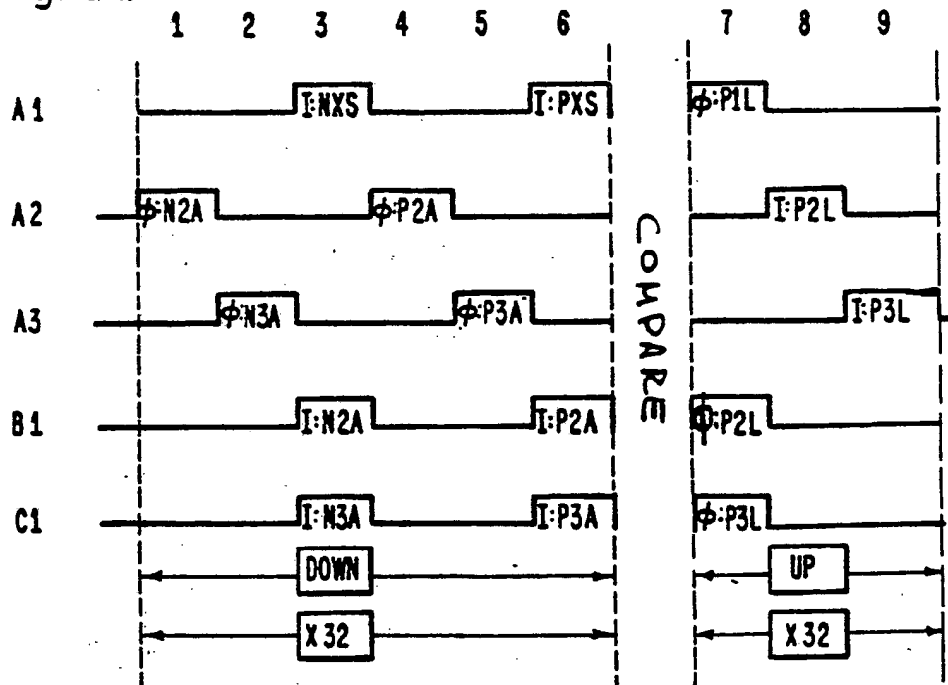 1 2 3 4 5 6 7 8 9
A1 I:NXS I:PXS ϕ:P1L
A2 ϕ:N2A ϕ:P2A I:P2L
A3 ϕ:N3A ϕ:P3A I:P3L
COMPARE
B1 I:N2A I:P2A ϕ:P2L
C1 I:N3A I:P3A ϕ:P3L
DOWN UP
X32 X32